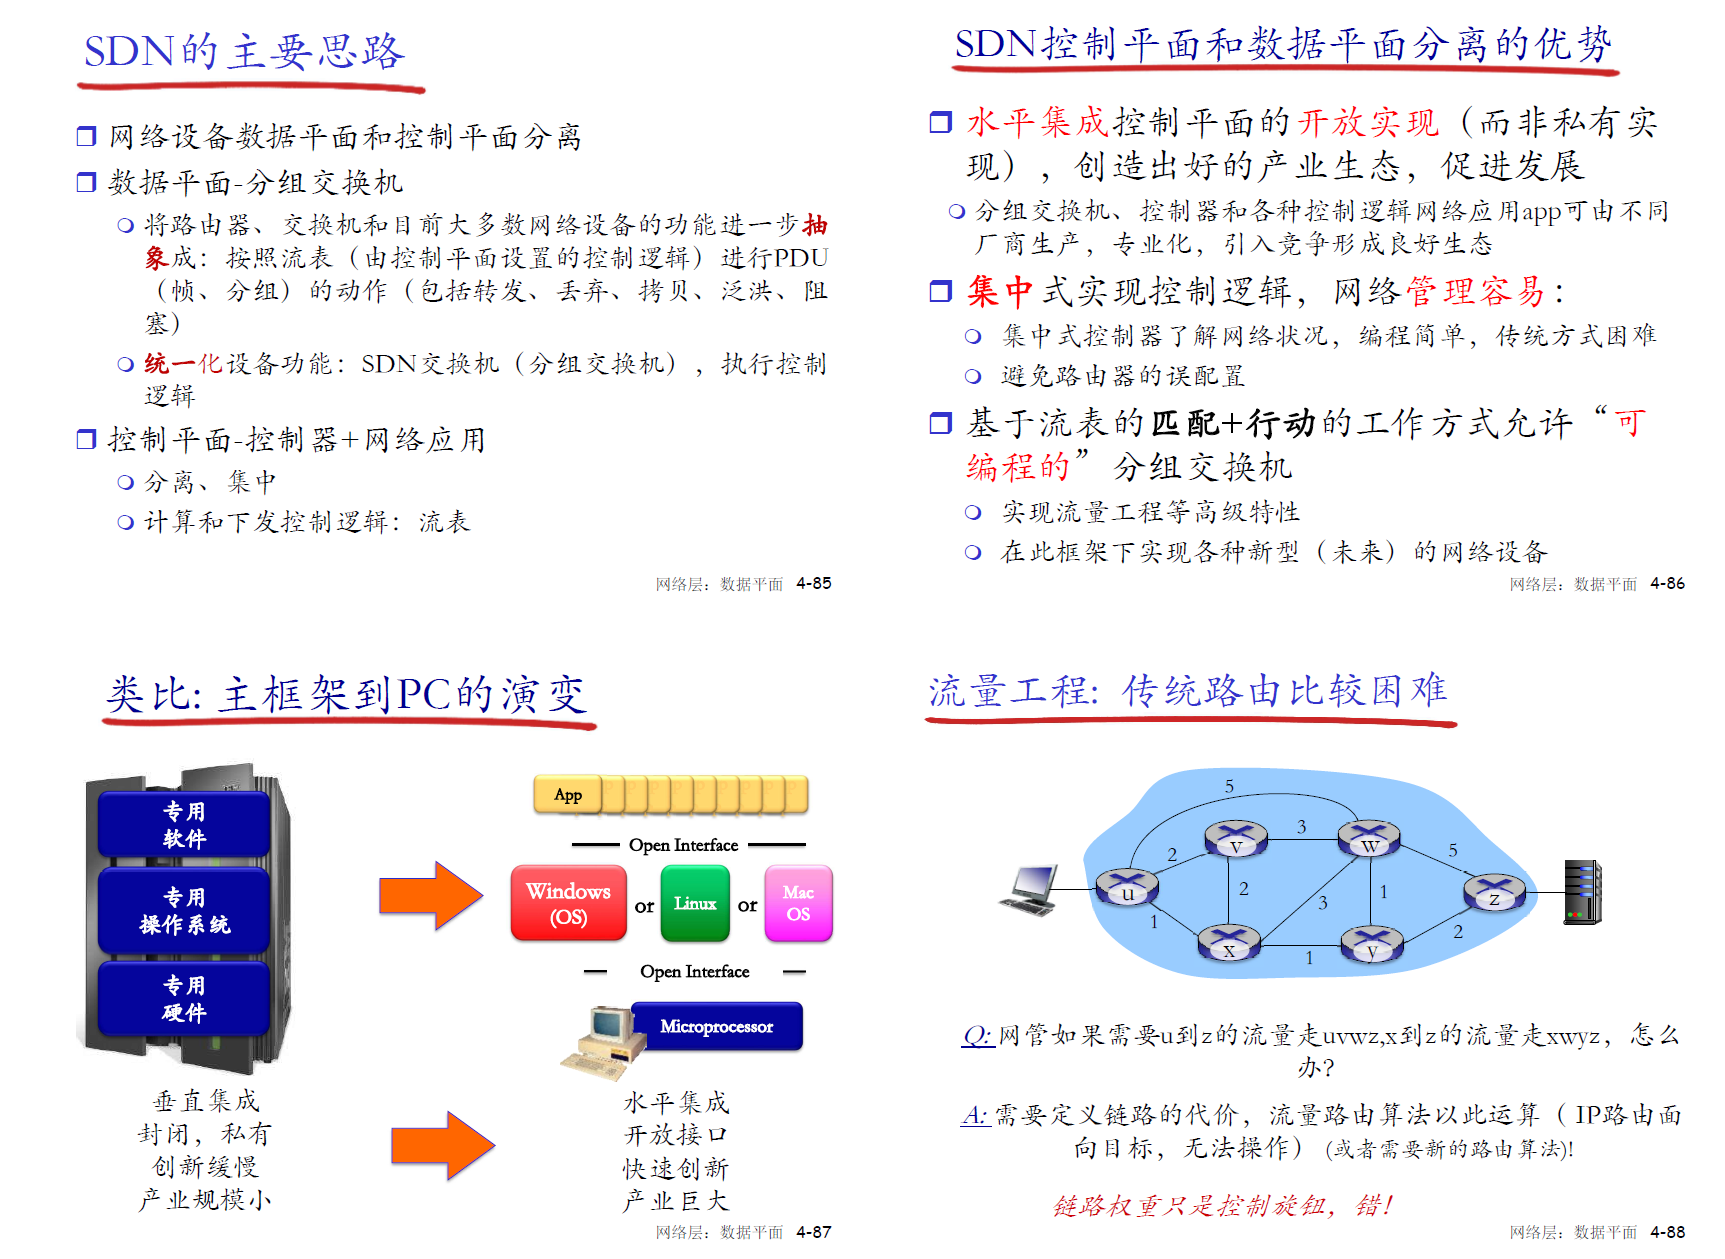 SDN的主要思路
网络设备数据平面和控制平面分离
数据平面-分组交换机
将路由器、交换机和目前大多数网络设备的功能进一步抽
象成：按照流表（由控制平面设置的控制逻辑）进行PDU
（帧、分组）的动作（包括转发、丢弃、拷贝、泛洪、阻
塞）
统一化设备功能：SDN交换机（分组交换机），执行控制
逻辑
控制平面-控制器+网络应用
分离、集中
计算和下发控制逻辑：流表
网络层：数据平面 4-85
SDN控制平面和数据平面分离的优势
水平集成控制平面的开放实现（而非私有实
现），创造出好的产业生态，促进发展
分组交换机、控制器和各种控制逻辑网络应用app可由不同
厂商生产，专业化，引入竞争形成良好生态
集中式实现控制逻辑，网络管理容易：
集中式控制器了解网络状况，编程简单，传统方式困难
避免路由器的误配置
基于流表的匹配+行动的工作方式允许“可
编程的”分组交换机
实现流量工程等高级特性
在此框架下实现各种新型（未来）的网络设备
网络层：数据平面 4-86
类比: 主框架到PC的演变
专用
软件
专用
操作系统
专用
硬件
垂直集成
封闭，私有
创新缓慢
产业规模小
App
Open Interface
Windows
(OS)
or
Linux
or
Mac
OS
Open Interface
Microprocessor
水平集成
开放接口
快速创新
产业巨大
网络层：数据平面 4-87
流量工程: 传统路由比较困难
5
v
3
w
2
5
u
2
3
1
z
1
x
1
y
2
Q: 网管如果需要u到z的流量走uvwz,x到z的流量走xwyz，怎么
办?
A: 需要定义链路的代价，流量路由算法以此运算（ IP路由面
向目标，无法操作） (或者需要新的路由算法)!
链路权重只是控制旋钮，错!
网络层：数据平面 4-88